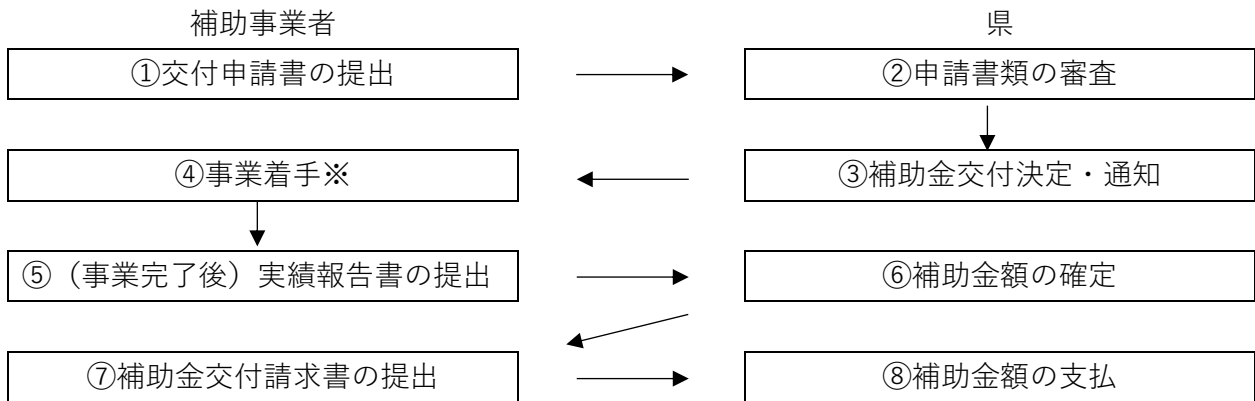 補助事業者
県
①交付申請書の提出
②申請書類の審査
④事業着手※
③補助金交付決定・通知
⑤（事業完了後）実績報告書の提出
⑥補助金額の確定
⑦補助金交付請求書の提出
⑧補助金額の支払